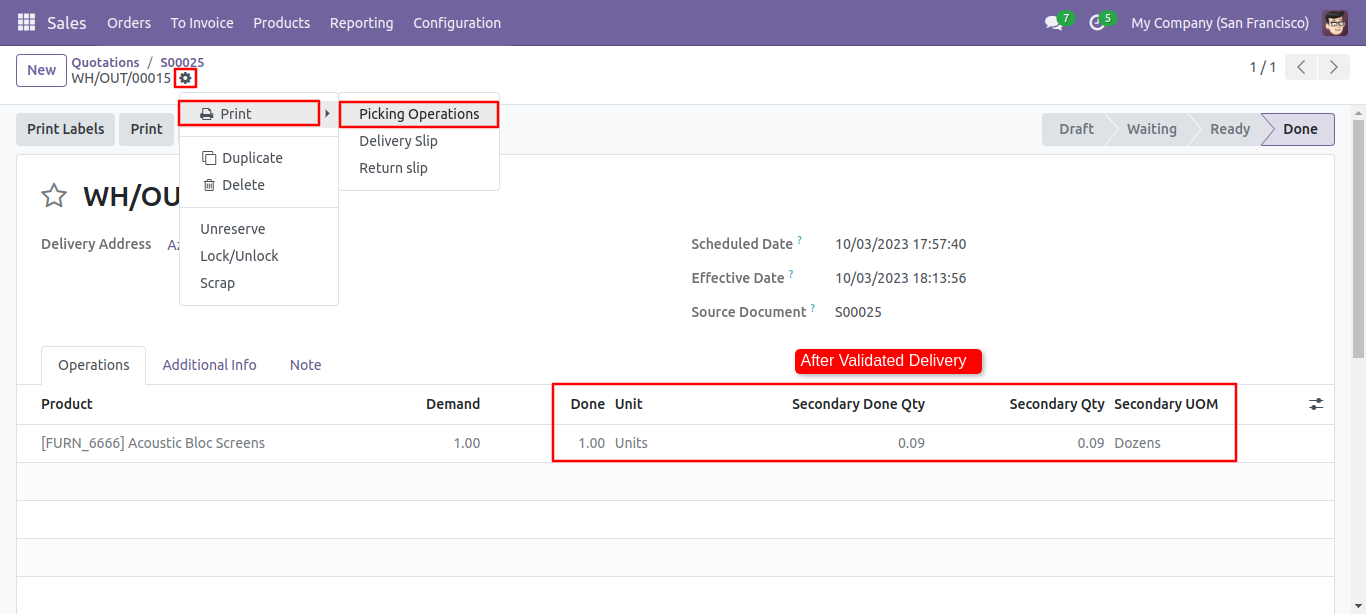 Sales Orders To Invoice Products Reporting Configuration 7 5 My Company (San Francisco)
New Quotations / S00025 1 / 1
WH/OUT/00015
Print Labels Print Print Picking Operations Draft Waiting Ready Done
Delivery Slip
Duplicate
Return slip
Delete
WH/OU
Unreserve
Delivery Address Az Scheduled Date ? 10/03/2023 17:57:40
Lock/Unlock
Effective Date ? 10/03/2023 18:13:56
Scrap
Source Document ? S00025
After Validated Delivery
Operations Additional Info Note
Product Demand Done Unit Secondary Done Qty Secondary Qty Secondary UOM
[FURN_6666] Acoustic Bloc Screens 1.00 1.00 Units 0.09 0.09 Dozens